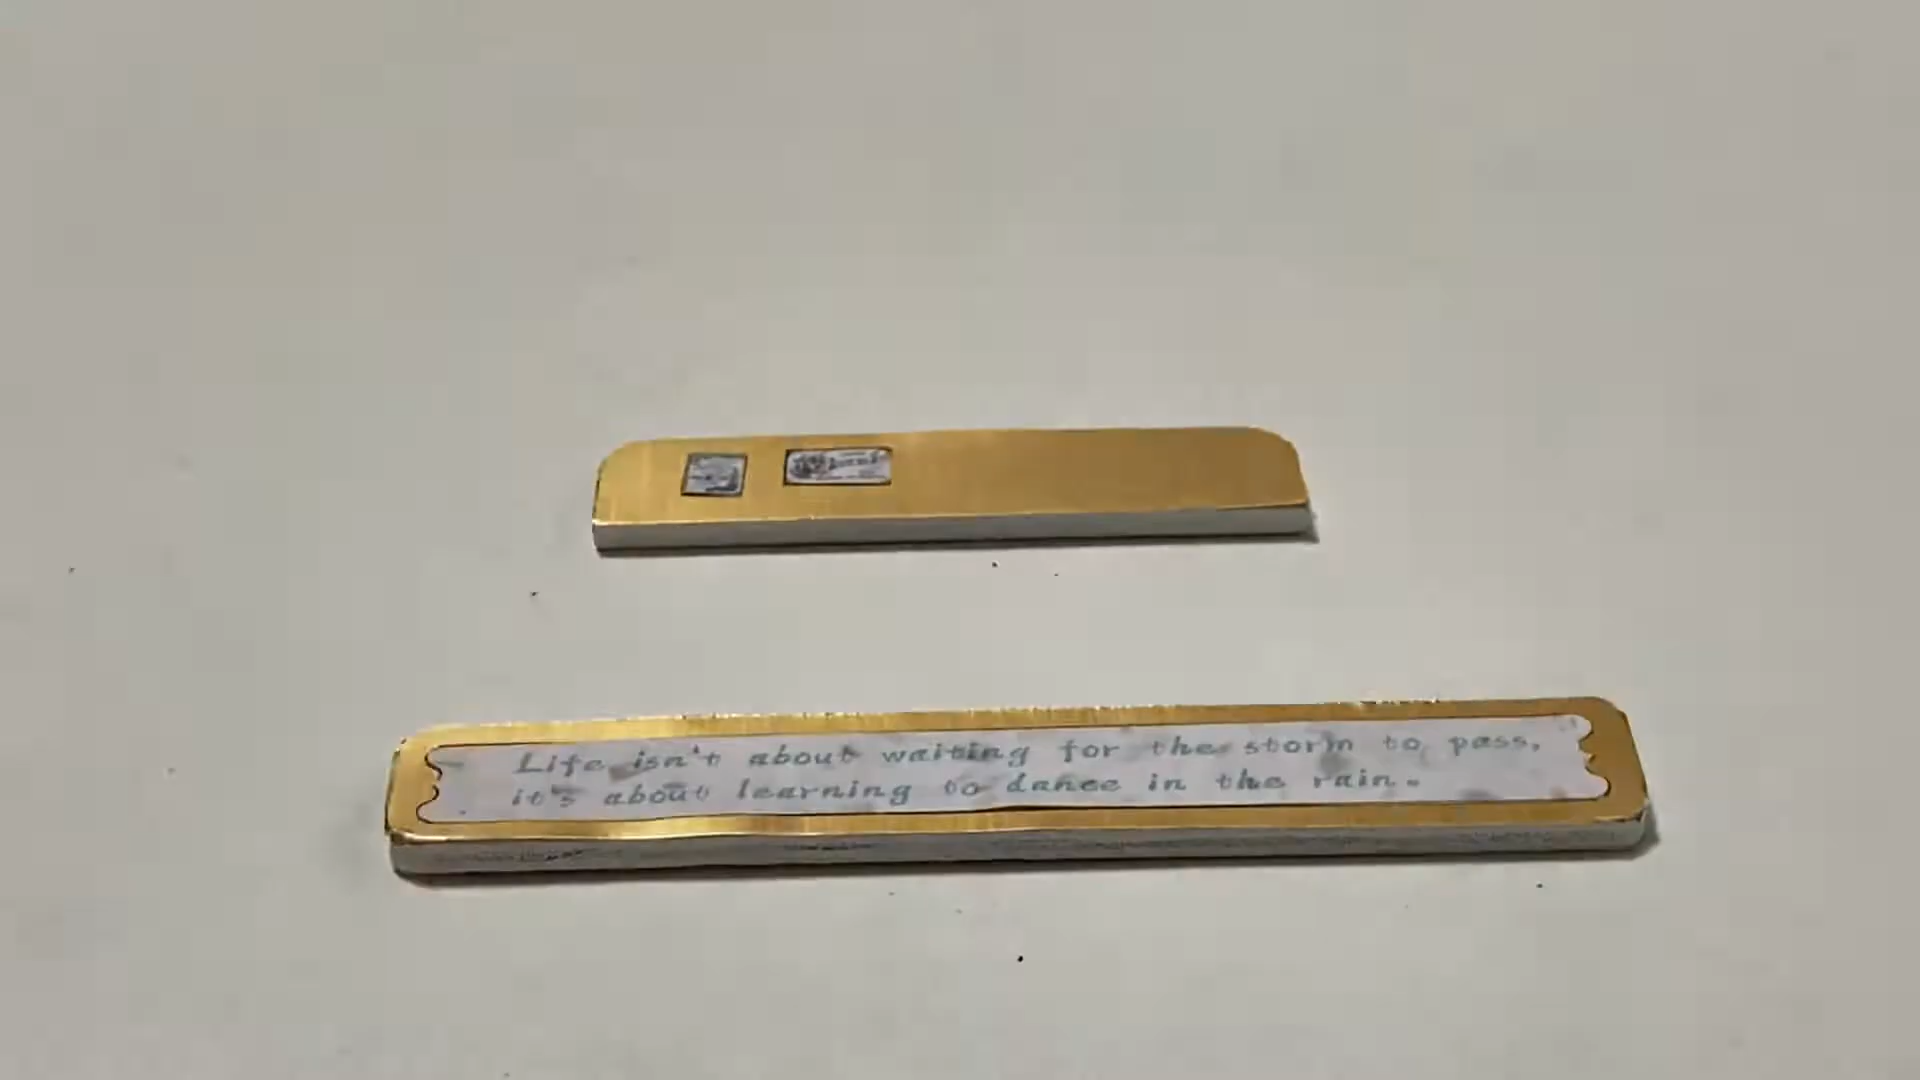 Life isn't about waiting for the storm to pass,
it's about learning to dance in the rain.